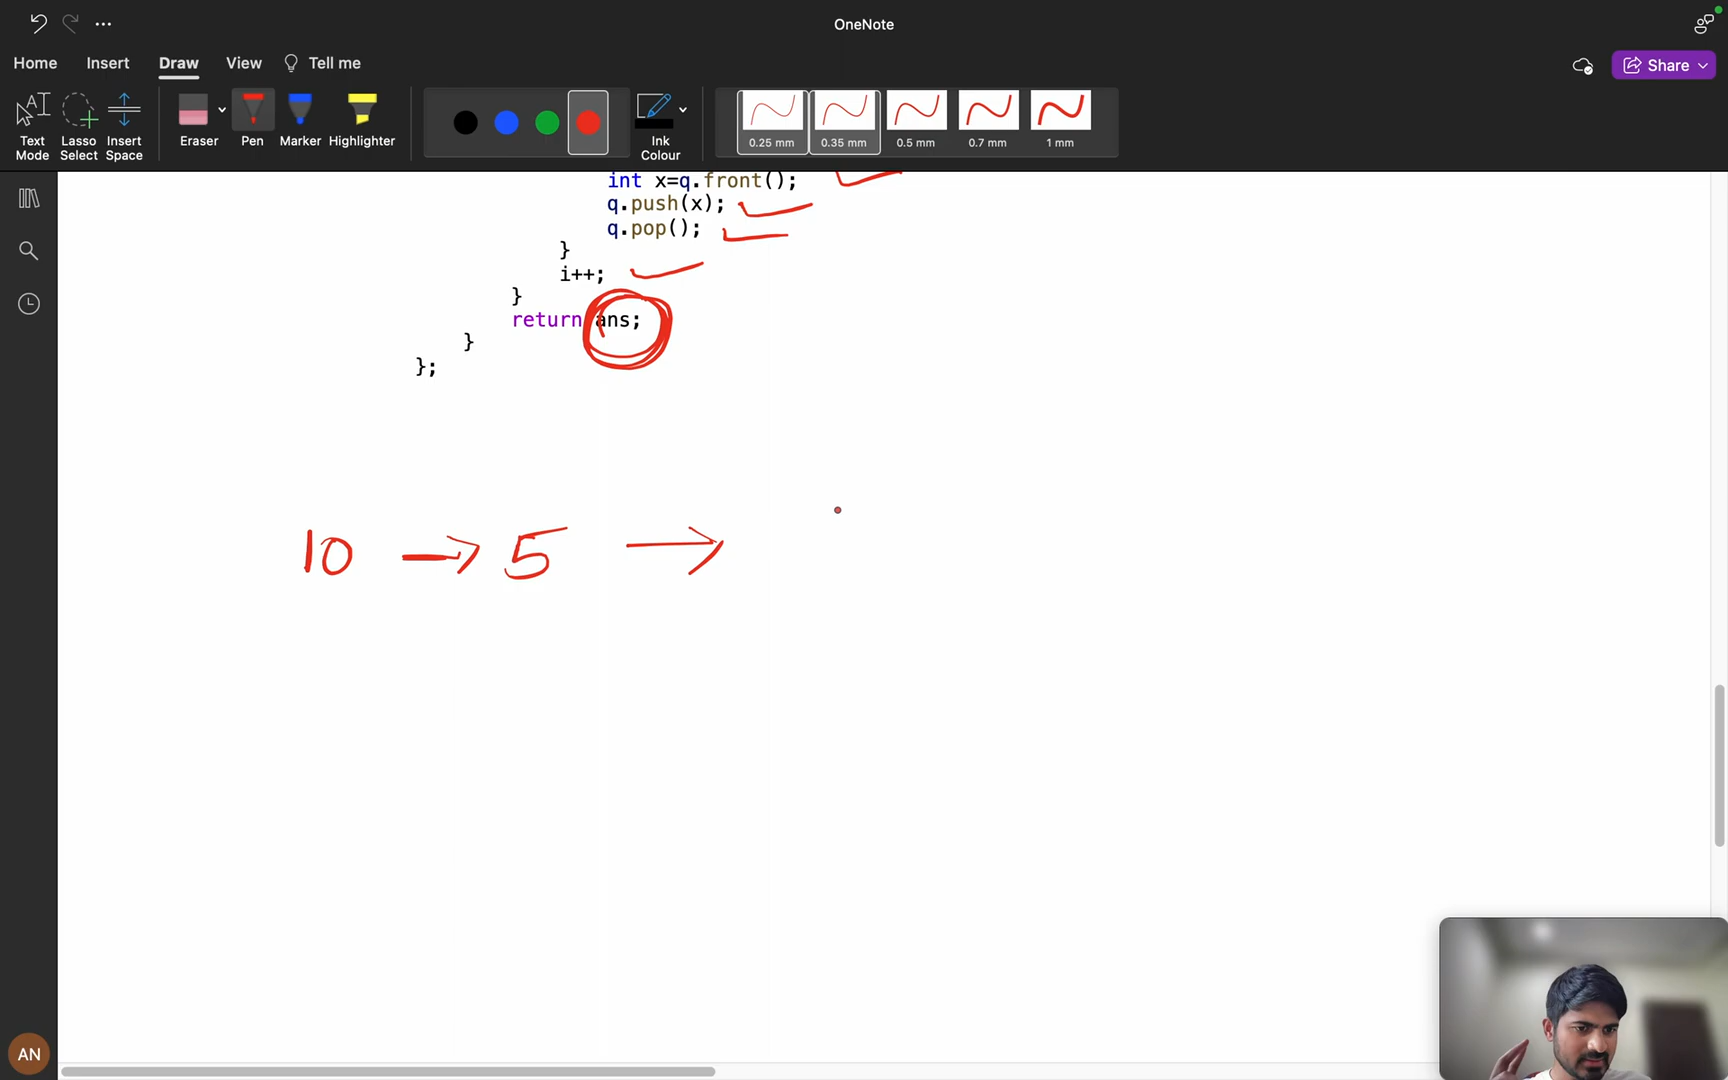 OneNote
Home Insert Draw View Tell me
Share
Text Mode
Lasso Select
Insert Space
Eraser
Pen
Marker
Highlighter
Ink Colour
0.25 mm
0.35 mm
0.5 mm
0.7 mm
1 mm
int x=q.front();
q.push(x);
q.pop();
}
i++;
}
return ans;
}
};
10 → 5 →
AN